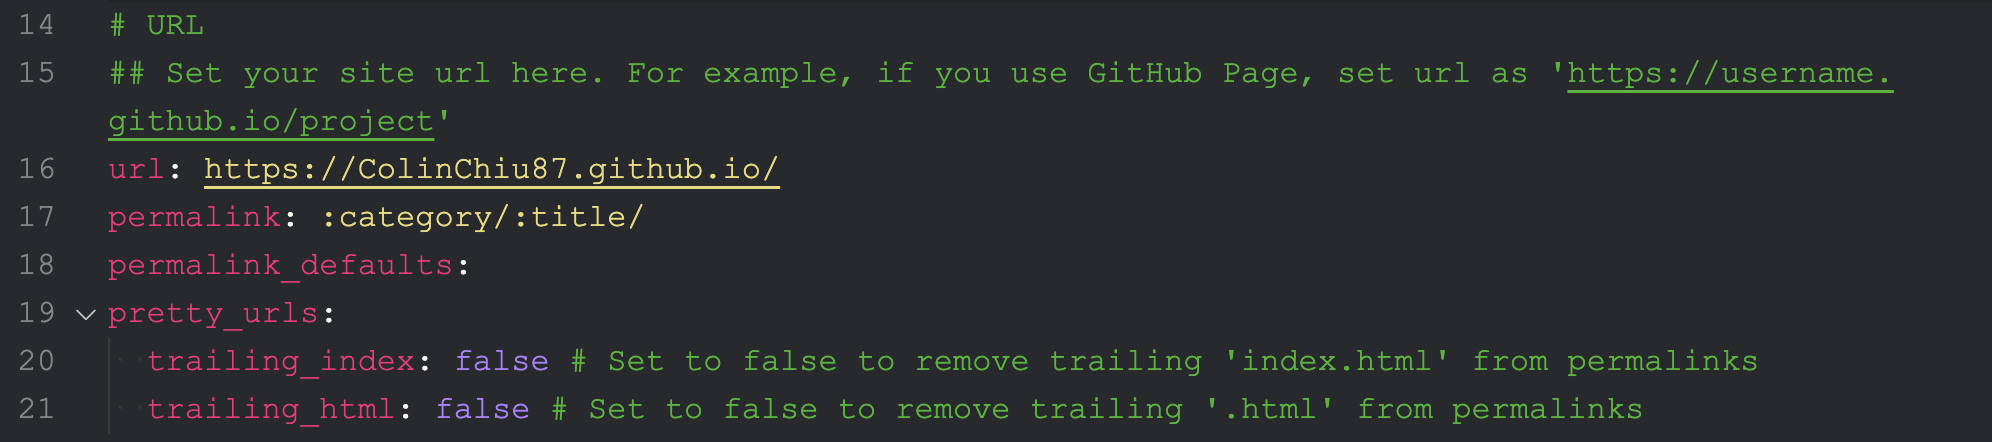 14 # URL
15 ## Set your site url here. For example, if you use GitHub Page, set url as 'https://username.
github.io/project'
16 url: https://ColinChiu87.github.io/
17 permalink: :category/:title/
18 permalink_defaults:
19 pretty_urls:
20 trailing_index: false # Set to false to remove trailing 'index.html' from permalinks
21 trailing_html: false # Set to false to remove trailing '.html' from permalinks